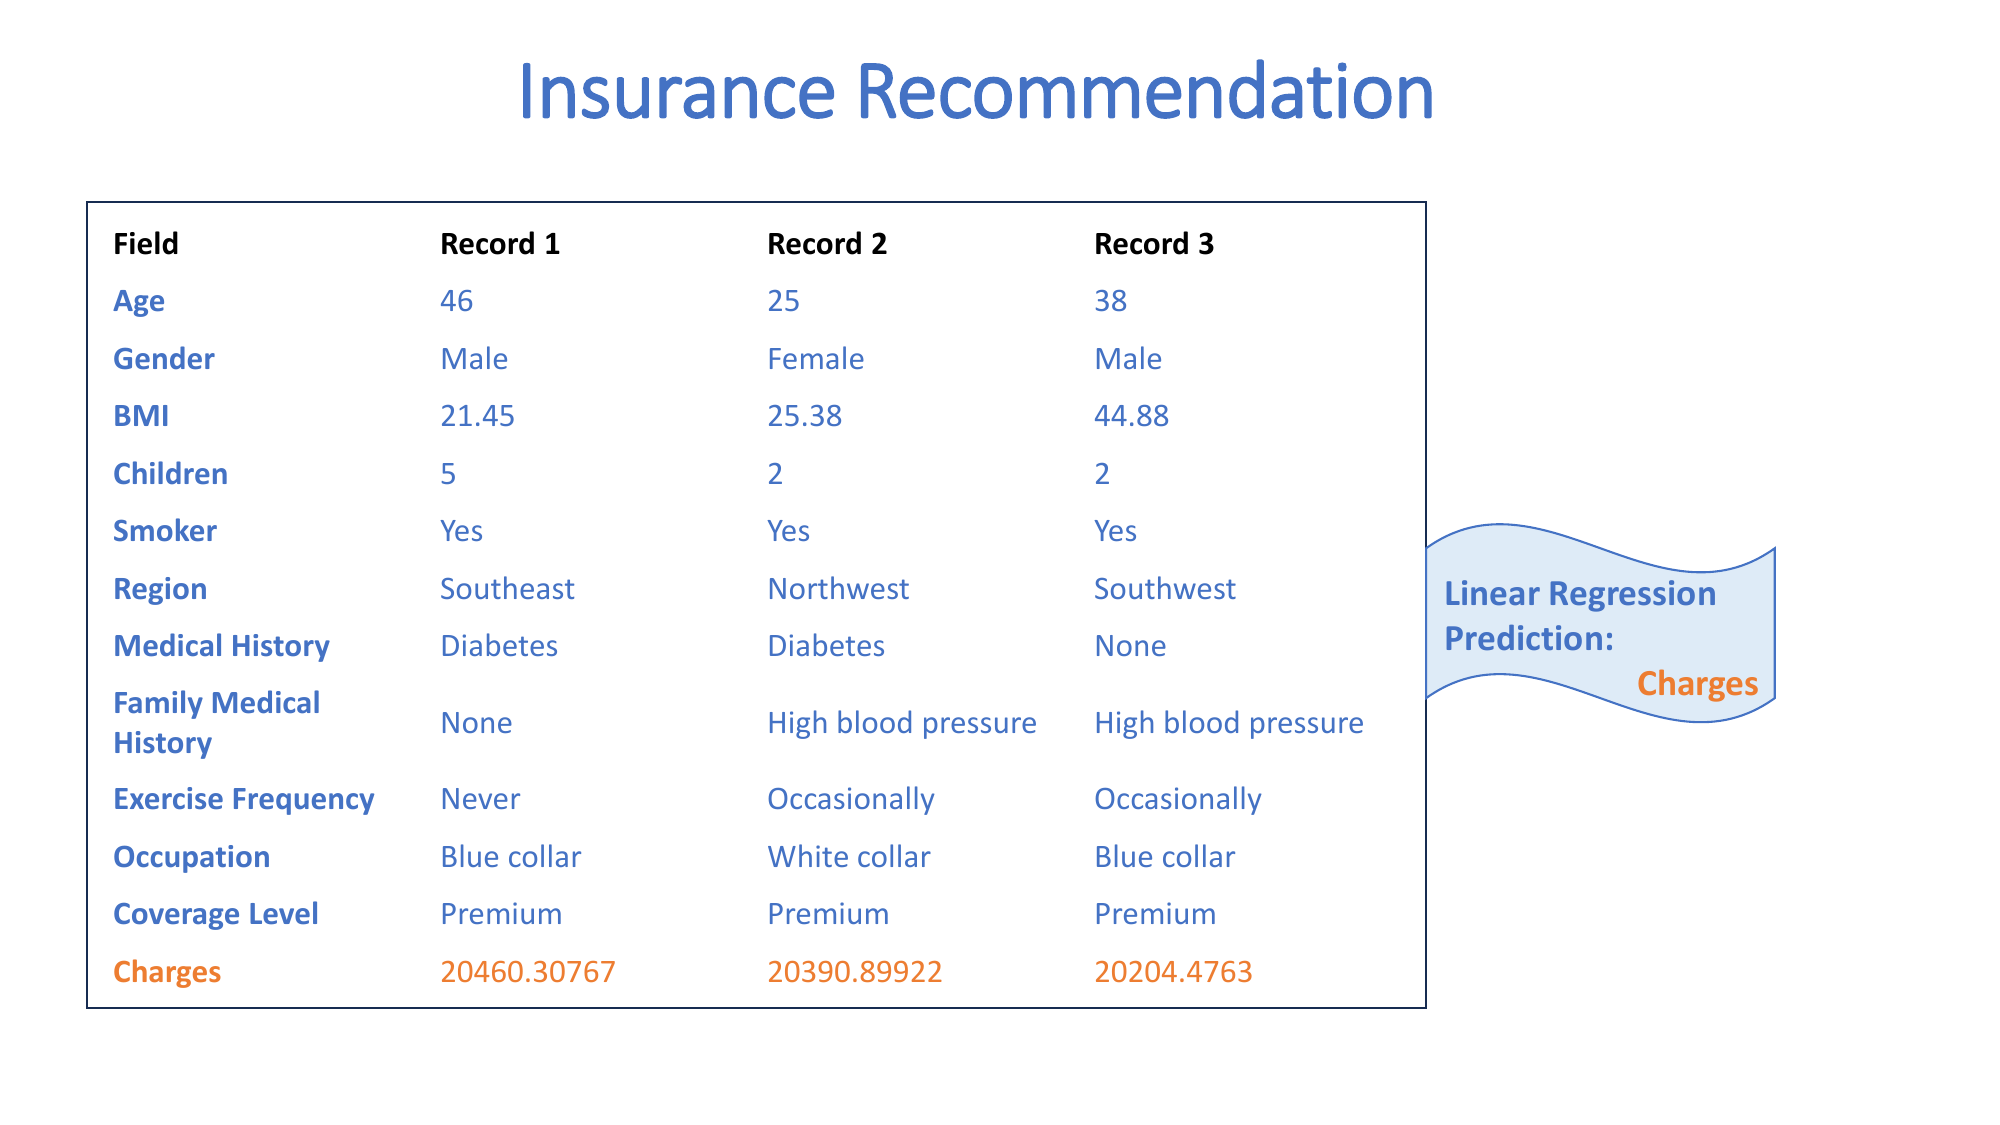 Insurance Recommendation
Field Record 1 Record 2 Record 3
Age 46 25 38
Gender Male Female Male
BMI 21.45 25.38 44.88
Children 5 2 2
Smoker Yes Yes Yes
Region Southeast Northwest Southwest
Medical History Diabetes Diabetes None
Family Medical
History None High blood pressure High blood pressure
Exercise Frequency Never Occasionally Occasionally
Occupation Blue collar White collar Blue collar
Coverage Level Premium Premium Premium
Charges 20460.30767 20390.89922 20204.4763
Linear Regression
Prediction:
Charges